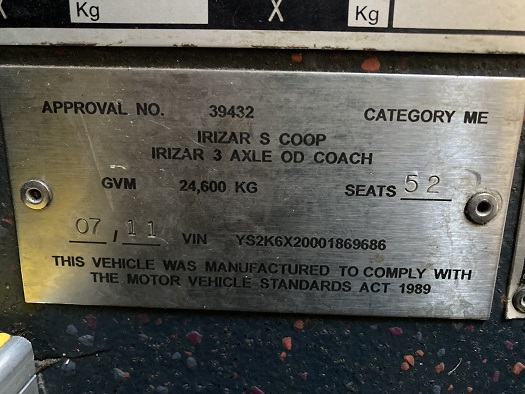 X Kg X Kg
APPROVAL NO. 39432 CATEGORY ME
IRIZAR S COOP
IRIZAR 3 AXLE OD COACH
GVM 24,600 KG SEATS 52
07 / 11 VIN YS2K6X20001869686
THIS VEHICLE WAS MANUFACTURED TO COMPLY WITH
THE MOTOR VEHICLE STANDARDS ACT 1989